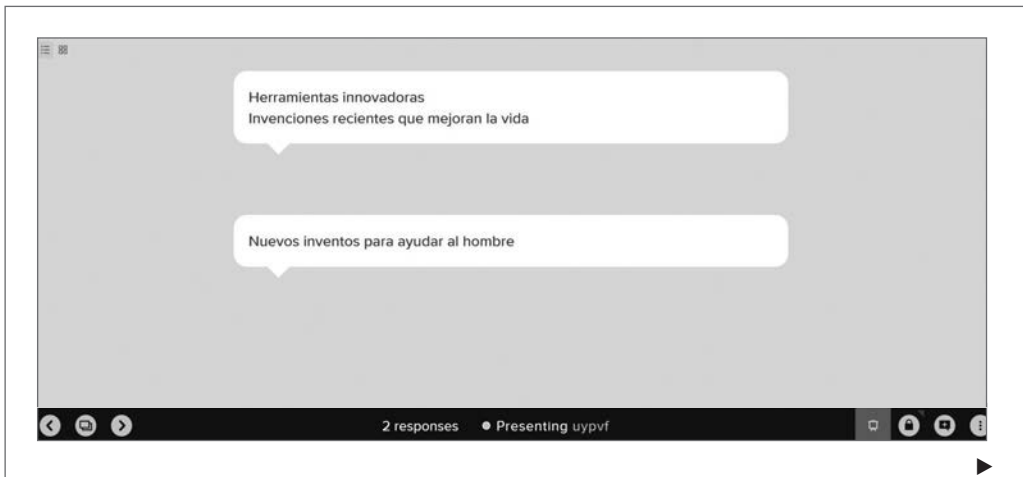 Herramientas innovadoras
Invenciones recientes que mejoran la vida
Nuevos inventos para ayudar al hombre
2 responses Presenting uypvf